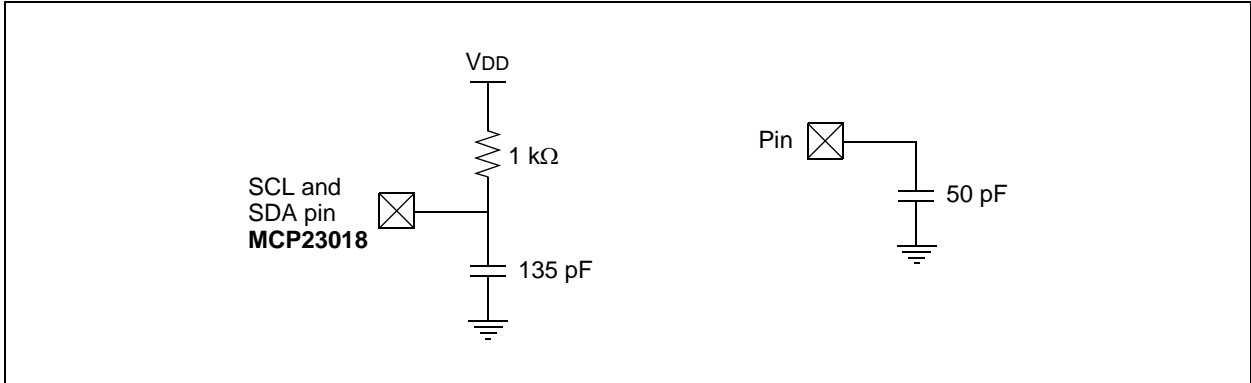 VDD
1 kΩ
SCL and
SDA pin
MCP23018
135 pF
Pin
50 pF